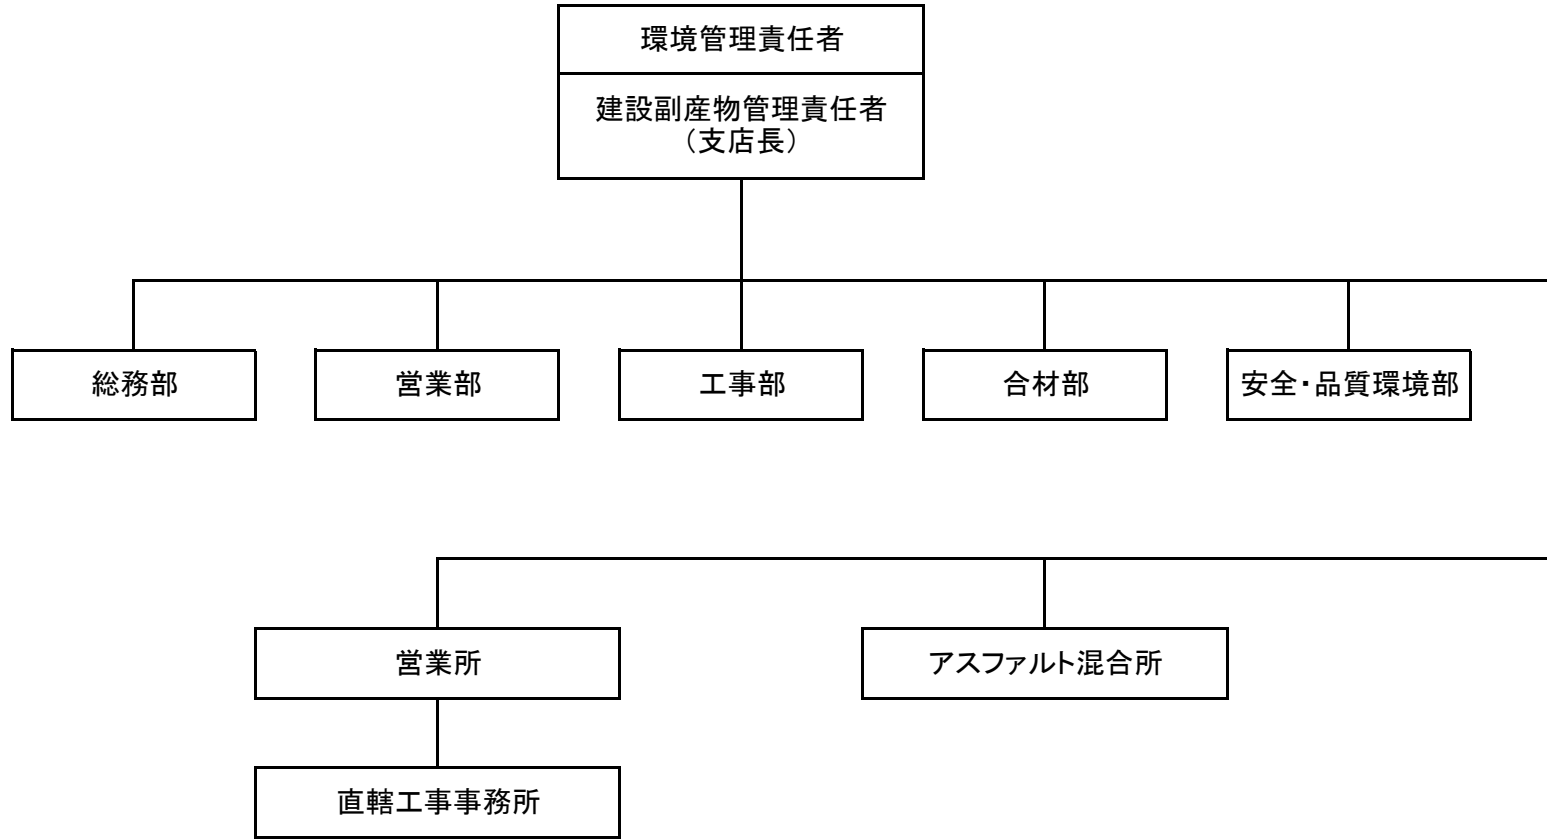 環境管理責任者
建設副産物管理責任者
（支店長）
総務部
営業部
工事部
合材部
安全・品質環境部
営業所
アスファルト混合所
直轄工事事務所